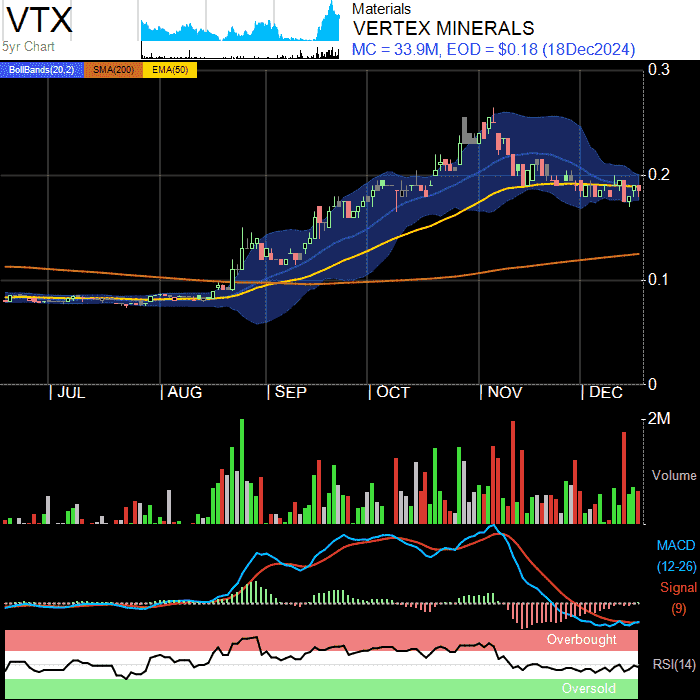 VTX
5yr Chart
Materials
VERTEX MINERALS
MC = 33.9M, EOD = $0.18 (18Dec2024)
BollBands(20,2) SMA(200) EMA(50)
0.3
0.2
0.1
0
JUL AUG SEP OCT NOV DEC
2M
Volume
MACD
(12-26)
Signal
(9)
Overbought
RSI(14)
Oversold